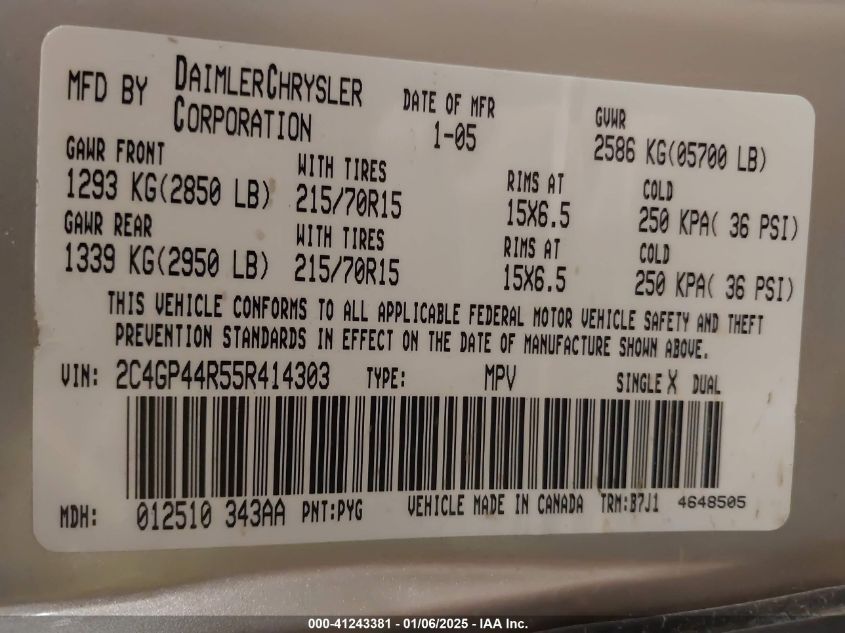 MFD BY DAIMLERCHRYSLER CORPORATION DATE OF MFR 1-05 GVWR 2586 KG(05700 LB)
GAWR FRONT WITH TIRES RIMS AT COLD
1293 KG(2850 LB) 215/70R15 15X6.5 250 KPA( 36 PSI)
GAWR REAR WITH TIRES RIMS AT COLD
1339 KG(2950 LB) 215/70R15 15X6.5 250 KPA( 36 PSI)
THIS VEHICLE CONFORMS TO ALL APPLICABLE FEDERAL MOTOR VEHICLE SAFETY AND THEFT
PREVENTION STANDARDS IN EFFECT ON THE DATE OF MANUFACTURE SHOWN ABOVE.
VIN: 2C4GP44R55R414303 TYPE: MPV SINGLE X DUAL
MDH: 012510 343AA PNT:PYG VEHICLE MADE IN CANADA TRM:B7J1 4648505
000-41243381 - 01/06/2025 - IAA Inc.